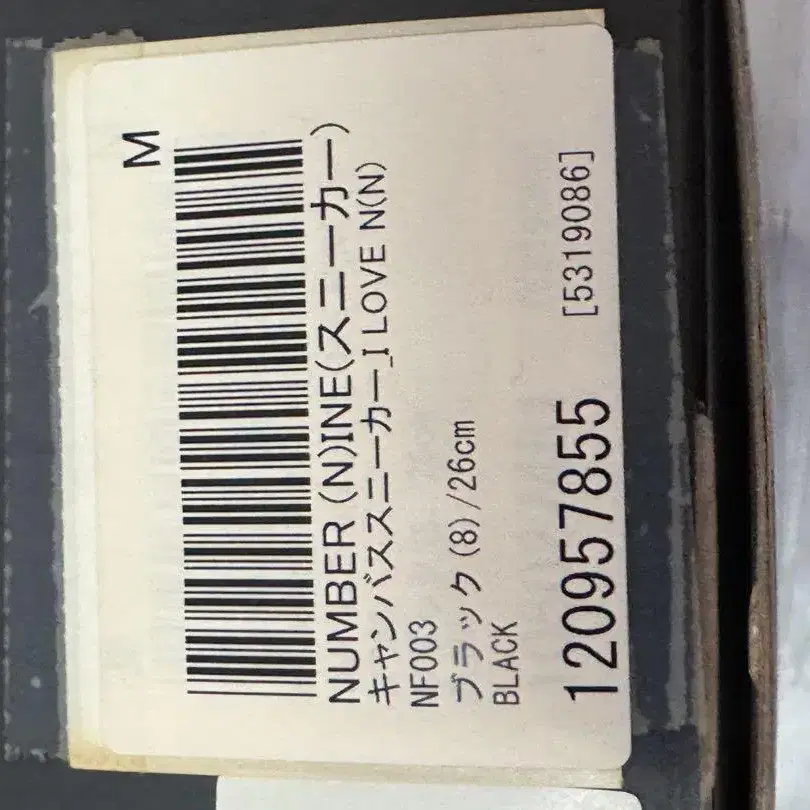 M
NUMBER (N)INE(スニーカー)
キャンバススニーカー_I LOVE N(N)
NF003
ブラック(8)/26cm
BLACK
[5319086]
120957855